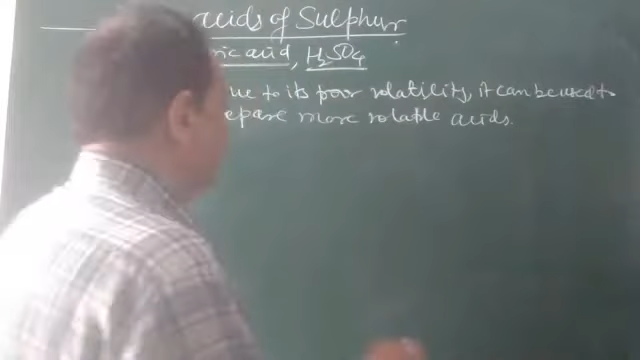 acids of Sulphur
ric acid, H₂SO₄
ue to its poor volatility, it can be used to
epare more volatile acids.